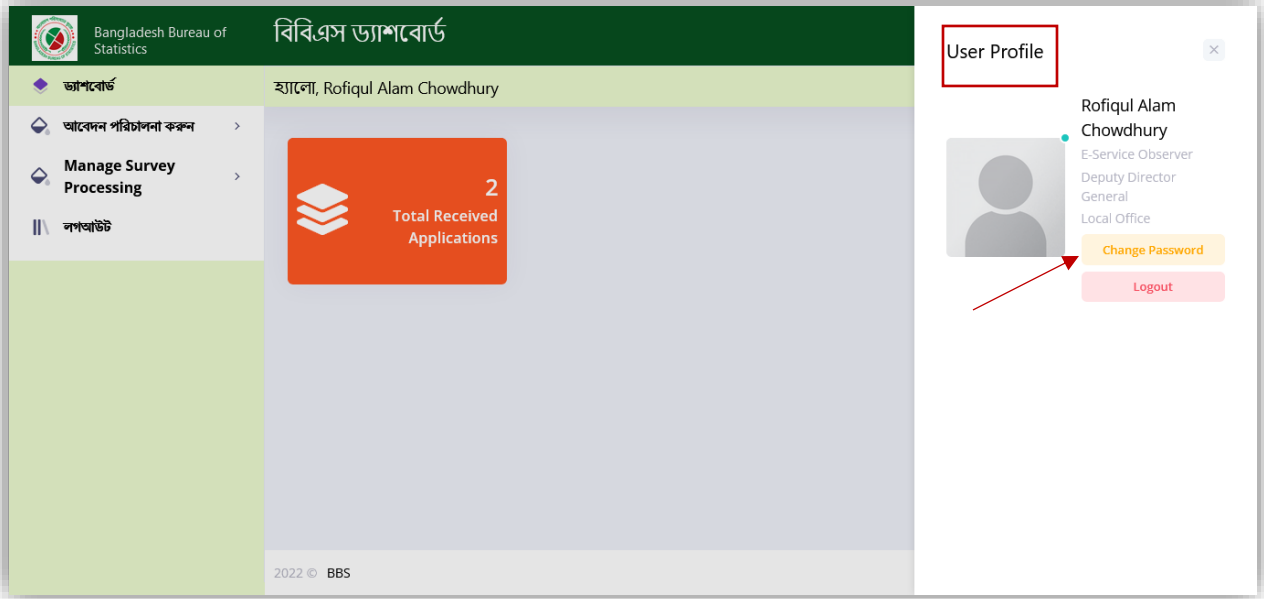 Bangladesh Bureau of
Statistics
বিবিএস ড্যাশবোর্ড
ড্যাশবোর্ড
আবেদন পরিচালনা করুন
Manage Survey
Processing
লগআউট
হ্যালো, Rofiqul Alam Chowdhury
2
Total Received
Applications
2022 © BBS
User Profile
Rofiqul Alam
Chowdhury
E-Service Observer
Deputy Director
General
Local Office
Change Password
Logout